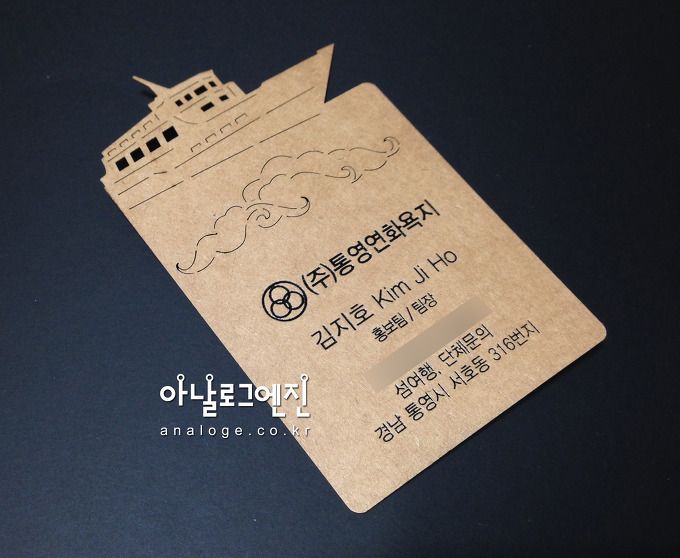 (주)통영연화욕지
김지호 Kim Ji Ho
홍보팀 / 팀장
섬여행, 단체문의
경남 통영시 서호동 316번지
아날로그엔진
analoge.co.kr